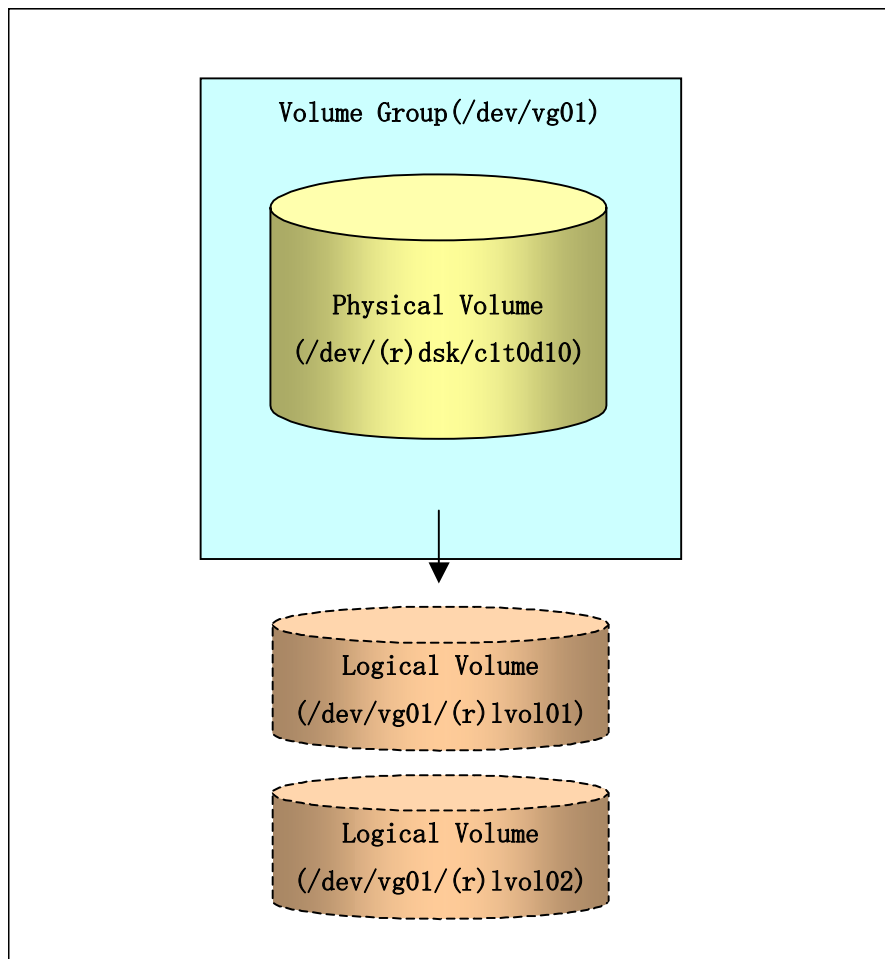 Volume Group(/dev/vg01)
Physical Volume
(/dev/(r)dsk/c1t0d10)
Logical Volume
(/dev/vg01/(r)lvol01)
Logical Volume
(/dev/vg01/(r)lvol02)